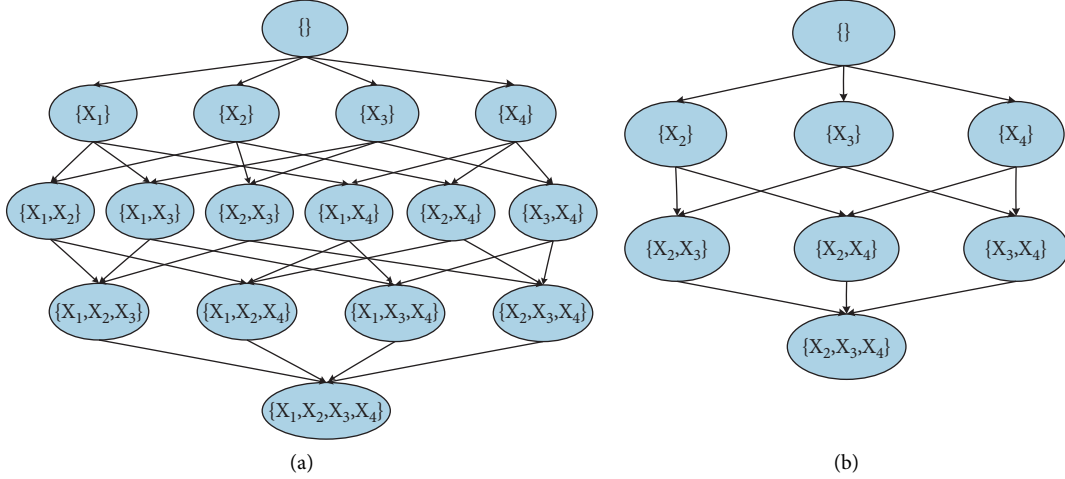 {}
{X₁} {X₂} {X₃} {X₄}
{X₁,X₂} {X₁,X₃} {X₂,X₃} {X₁,X₄} {X₂,X₄} {X₃,X₄}
{X₁,X₂,X₃} {X₁,X₂,X₄} {X₁,X₃,X₄} {X₂,X₃,X₄}
{X₁,X₂,X₃,X₄}
(a)
{}
{X₂} {X₃} {X₄}
{X₂,X₃} {X₂,X₄} {X₃,X₄}
{X₂,X₃,X₄}
(b)